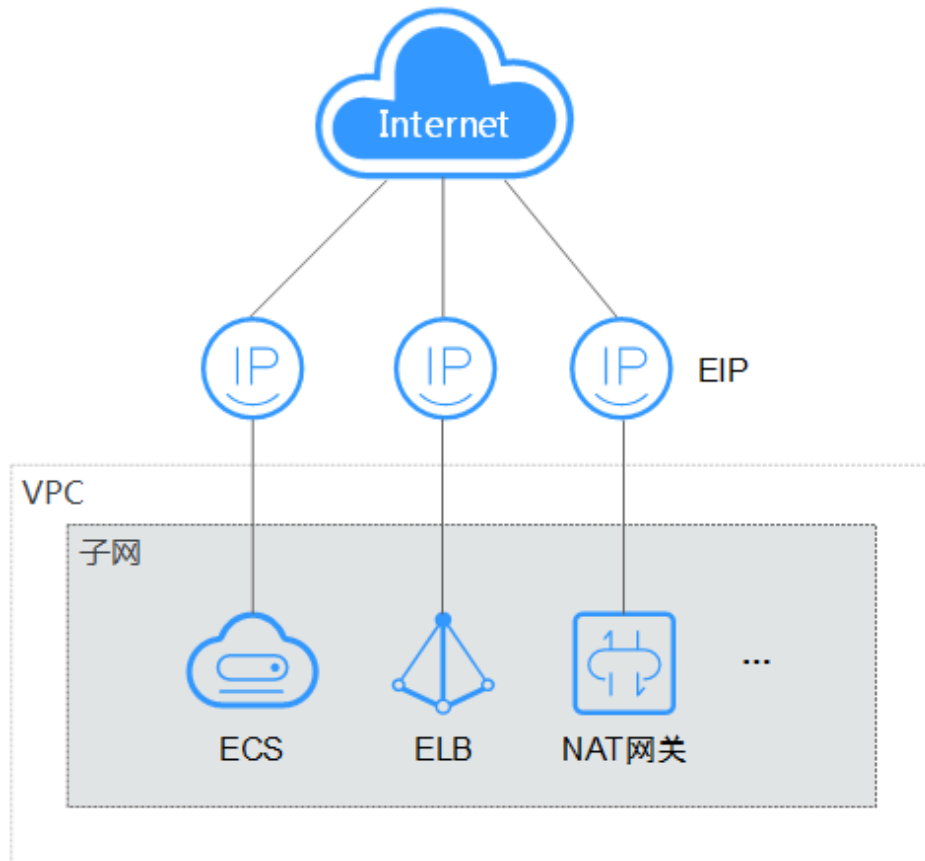 Internet
IP
IP
IP
EIP
VPC
子网
...
ECS
ELB
NAT网关